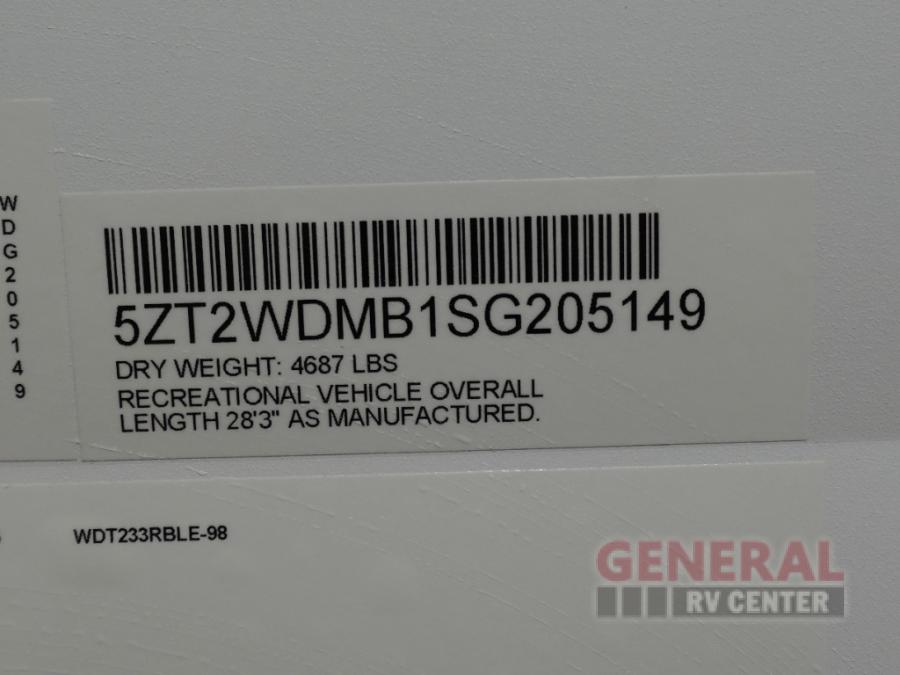 W
D
G
2
0
5
1
4
9
5ZT2WDMB1SG205149
DRY WEIGHT: 4687 LBS
RECREATIONAL VEHICLE OVERALL
LENGTH 28'3" AS MANUFACTURED.
WDT233RBLE-98
GENERAL
RV CENTER